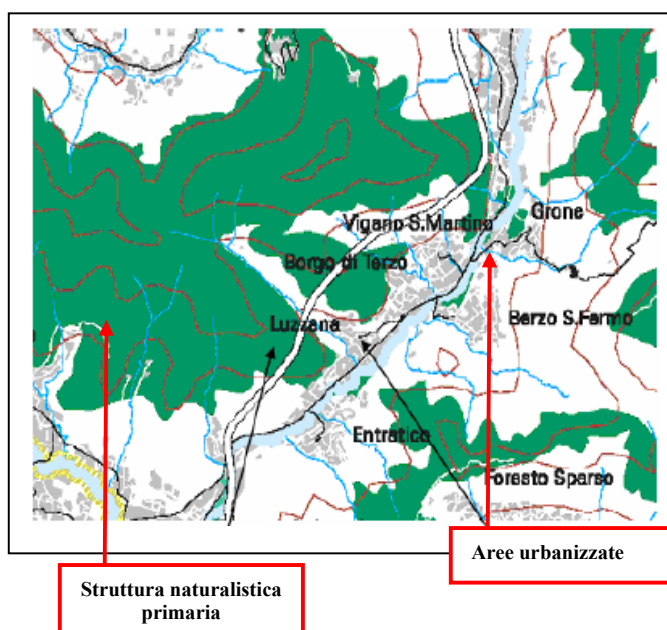 Vigano S.Martino
Grone
Borgo di Terzo
Luzzana
Berzo S.Fermo
Entratico
Foresto Sparso
Aree urbanizzate
Struttura naturalistica
primaria